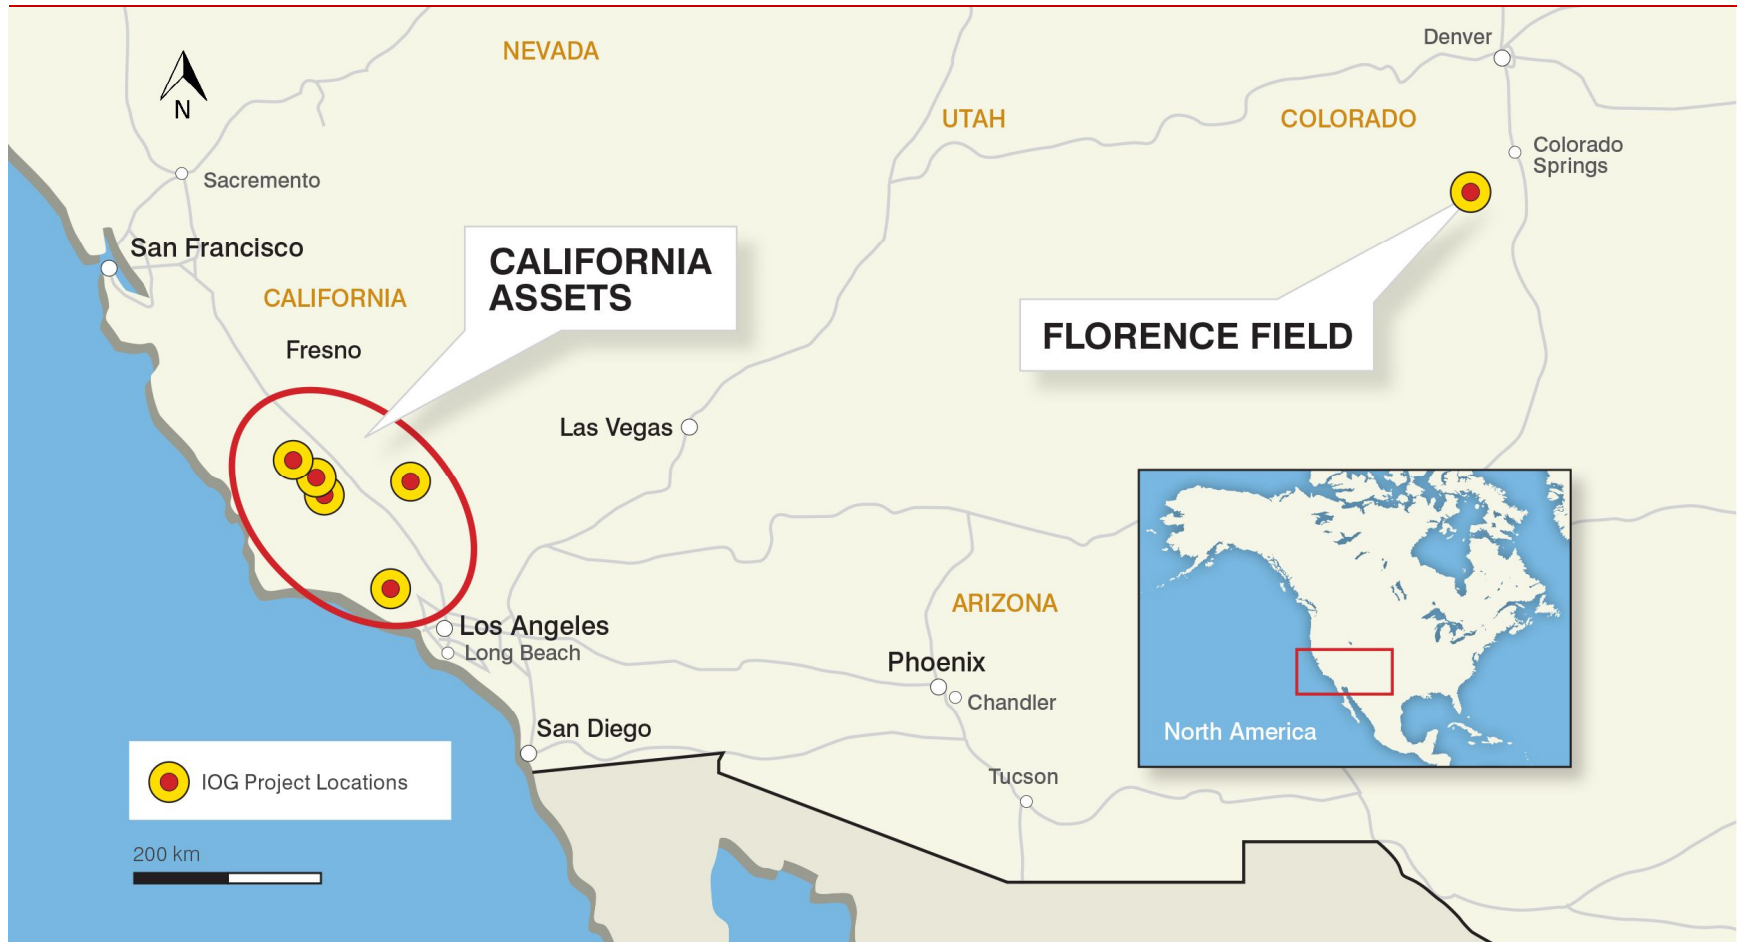 Denver
NEVADA
UTAH
COLORADO
N
Colorado
Springs
Sacremento
San Francisco
CALIFORNIA
ASSETS
CALIFORNIA
FLORENCE FIELD
Fresno
Las Vegas
ARIZONA
Los Angeles
Long Beach
Phoenix
Chandler
San Diego
North America
Tucson
IOG Project Locations
200 km